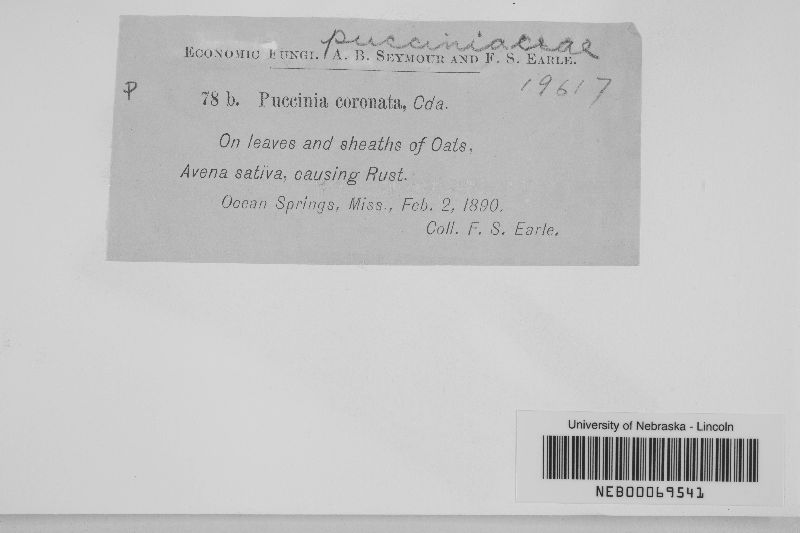 pucciniaceae
Economic Fungi. A. B. Seymour and F. S. Earle.
19617
P
78 b. Puccinia coronata, Cda.
On leaves and sheaths of Oats,
Avena sativa, causing Rust.
Ocean Springs, Miss., Feb. 2, 1890.
Coll. F. S. Earle.
University of Nebraska - Lincoln
NEB00069541